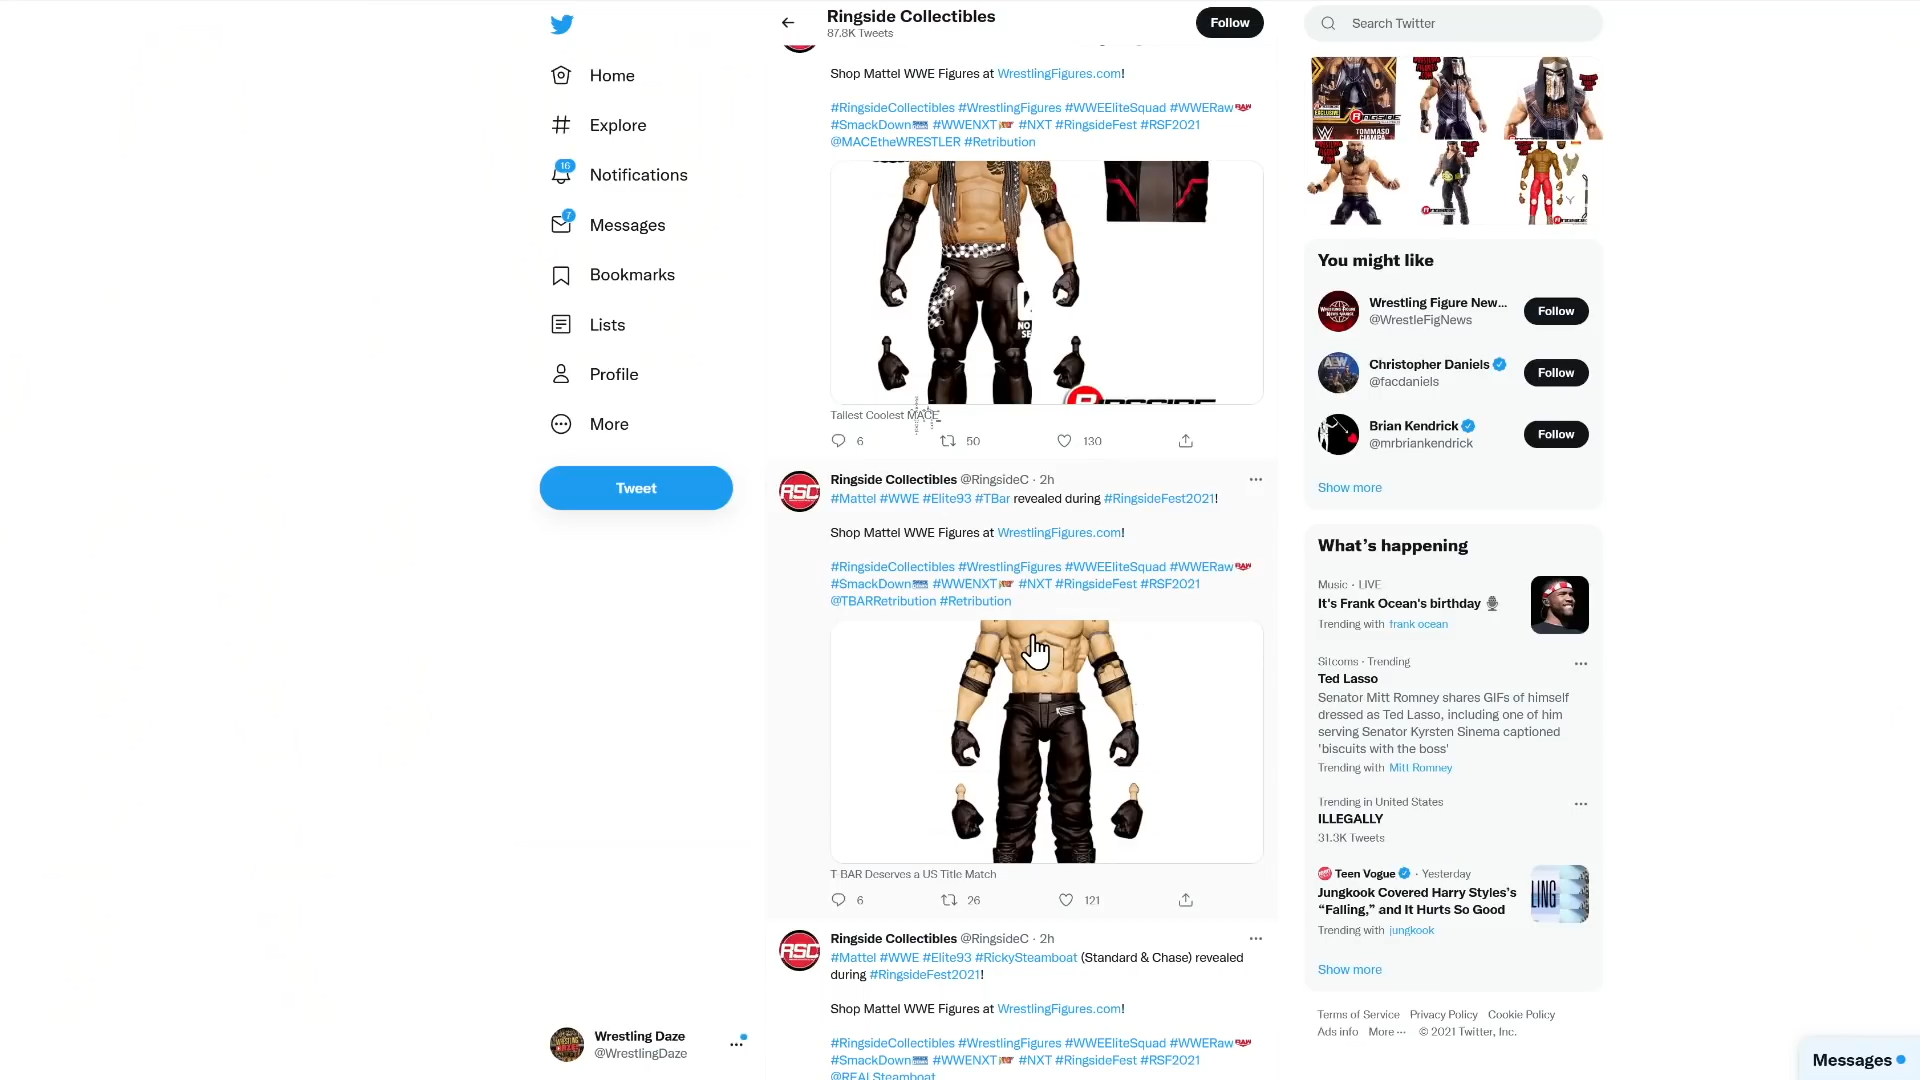 Home
Explore
16
Notifications
7
Messages
Bookmarks
Lists
Profile
More
Tweet
Wrestling Daze
@WrestlingDaze
Ringside Collectibles
87.8K Tweets
Follow
Shop Mattel WWE Figures at WrestlingFigures.com!
#RingsideCollectibles #WrestlingFigures #WWEEliteSquad #WWERaw
#SmackDown #WWENXT #NXT #RingsideFest #RSF2021
@MACEtheWRESTLER #Retribution
Tallest Coolest MACE
6 50 130
Ringside Collectibles @RingsideC · 2h
#Mattel #WWE #Elite93 #TBar revealed during #RingsideFest2021!
Shop Mattel WWE Figures at WrestlingFigures.com!
#RingsideCollectibles #WrestlingFigures #WWEEliteSquad #WWERaw
#SmackDown #WWENXT #NXT #RingsideFest #RSF2021
@TBARRetribution #Retribution
RSC
T BAR Deserves a US Title Match
6 26 121
Ringside Collectibles @RingsideC · 2h
#Mattel #WWE #Elite93 #RickySteamboat (Standard & Chase) revealed
during #RingsideFest2021!
Shop Mattel WWE Figures at WrestlingFigures.com!
#RingsideCollectibles #WrestlingFigures #WWEEliteSquad #WWERaw
#SmackDown #WWENXT #NXT #RingsideFest #RSF2021
@REALSteamboat
RSC
Search Twitter
RINGSIDE
TOMMASO
CIAMPA
You might like
Wrestling Figure New...
@WrestleFigNews
Follow
Christopher Daniels
@facdaniels
Follow
Brian Kendrick
@mrbriankendrick
Follow
Show more
What's happening
Music · LIVE
It's Frank Ocean's birthday
Trending with frank ocean
Sitcoms · Trending
Ted Lasso
Senator Mitt Romney shares GIFs of himself
dressed as Ted Lasso, including one of him
serving Senator Kyrsten Sinema captioned
'biscuits with the boss'
Trending with Mitt Romney
Trending in United States
ILLEGALLY
31.3K Tweets
Teen Vogue · Yesterday
Jungkook Covered Harry Styles's
“Falling,” and It Hurts So Good
Trending with jungkook
LING
Show more
Terms of Service Privacy Policy Cookie Policy
Ads info More ··· © 2021 Twitter, Inc.
Messages